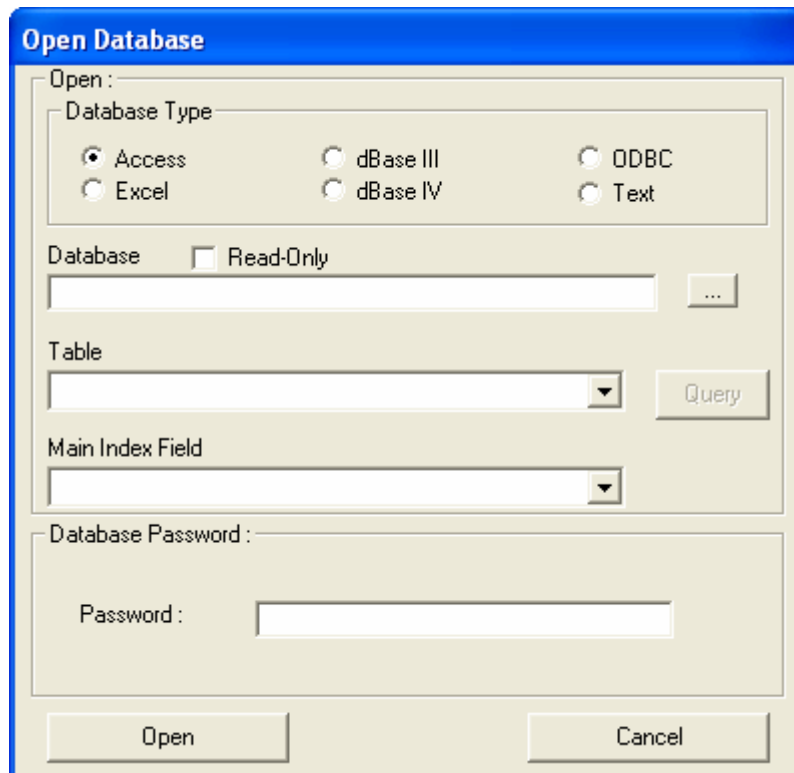 Open Database
Open :
Database Type
Access dBase III ODBC
Excel dBase IV Text
Database Read-Only
...
Table
Query
Main Index Field
Database Password :
Password :
Open Cancel